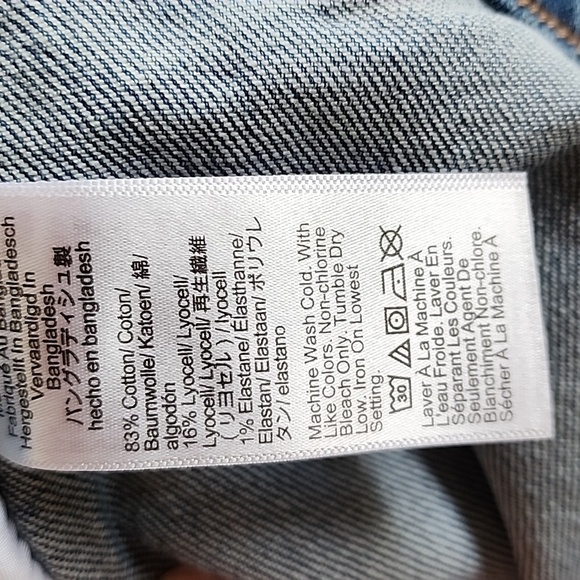 Fabriqué Au Bang
Hergestellt In Bangladesch
Vervaardigd In
Bangladesh
バングラディシュ製
hecho en bangladesh
83% Cotton/ Coton/
Baumwolle/ Katoen/ 綿/
algodón
16% Lyocell/ Lyocell/
Lyocell/ Lyocell/ 再生繊維
(リヨセル) / lyocell
1% Elastane/ Élasthanne/
Elastan/ Elastaan/ ポリウレ
タン/ elastano
Machine Wash Cold. With
Like Colors. Non-chlorine
Bleach Only. Tumble Dry
Low. Iron On Lowest
Setting.
30
Laver À La Machine À
L'eau Froide. Laver En
Séparant Les Couleurs.
Seulement Agent De
Blanchiment Non-chlore.
Sécher À La Machine À